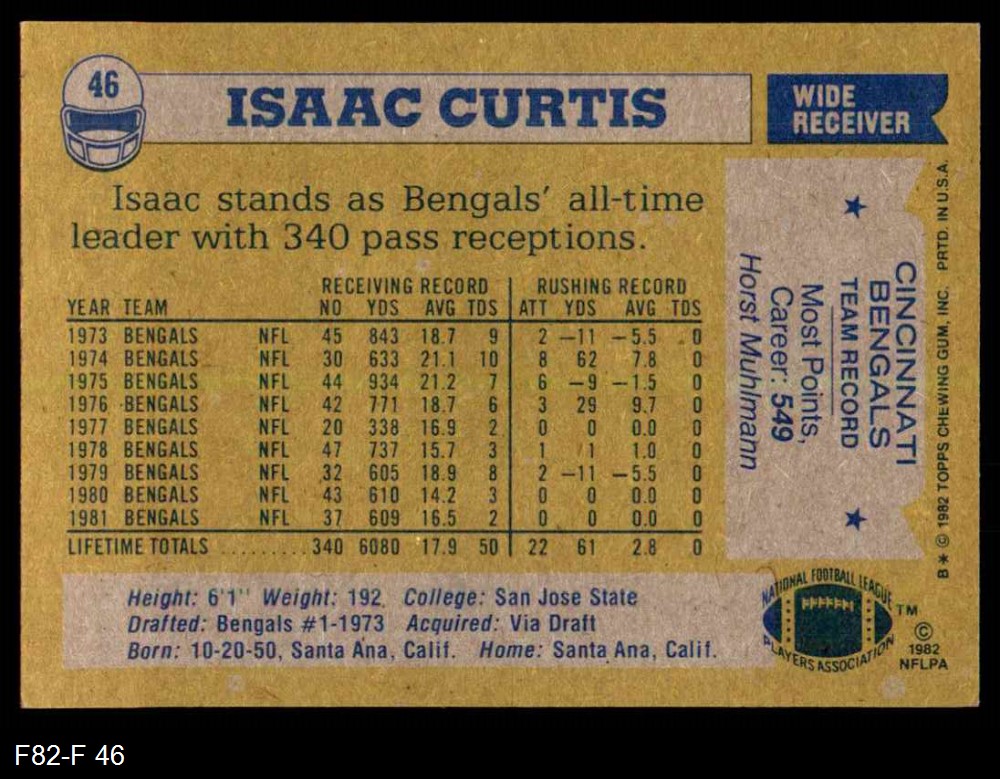 46
ISAAC CURTIS
WIDE
RECEIVER
Isaac stands as Bengals' all-time
leader with 340 pass receptions.
RECEIVING RECORD RUSHING RECORD
YEAR TEAM NO YDS AVG TDS ATT YDS AVG TDS
1973 BENGALS NFL 45 843 18.7 9 2 —11 —5.5 0
1974 BENGALS NFL 30 633 21.1 10 8 62 7.8 0
1975 BENGALS NFL 44 934 21.2 7 6 —9 —1.5 0
1976 BENGALS NFL 42 771 18.7 6 3 29 9.7 0
1977 BENGALS NFL 20 338 16.9 2 0 0 0.0 0
1978 BENGALS NFL 47 737 15.7 3 1 1 1.0 0
1979 BENGALS NFL 32 605 18.9 8 2 —11 —5.5 0
1980 BENGALS NFL 43 610 14.2 3 0 0 0.0 0
1981 BENGALS NFL 37 609 16.5 2 0 0 0.0 0
LIFETIME TOTALS .......... 340 6080 17.9 50 22 61 2.8 0
Height: 6'1" Weight: 192 College: San Jose State
Drafted: Bengals #1-1973 Acquired: Via Draft
Born: 10-20-50, Santa Ana, Calif. Home: Santa Ana, Calif.
CINCINNATI
BENGALS
TEAM RECORD
Most Points,
Career: 549
Horst Muhlmann
B* © 1982 TOPPS CHEWING GUM, INC. PRTD. IN U.S.A.
NATIONAL FOOTBALL LEAGUE
PLAYERS ASSOCIATION
TM
©
1982
NFLPA
F82-F 46